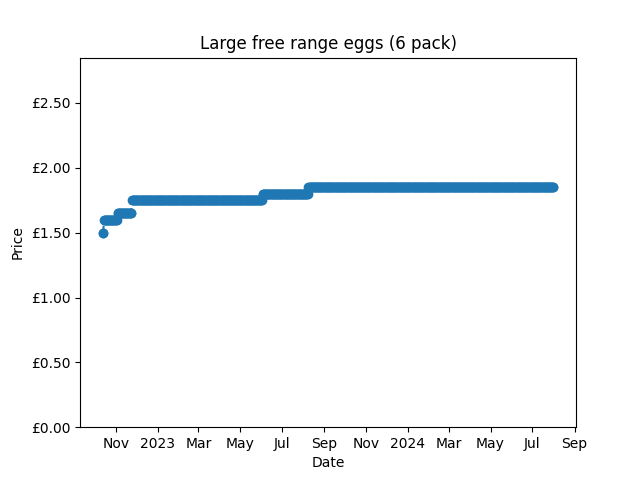 Large free range eggs (6 pack)
£2.50
£2.00
£1.50
£1.00
£0.50
£0.00
Price
Nov 2023 Mar May Jul Sep Nov 2024 Mar May Jul Sep
Date